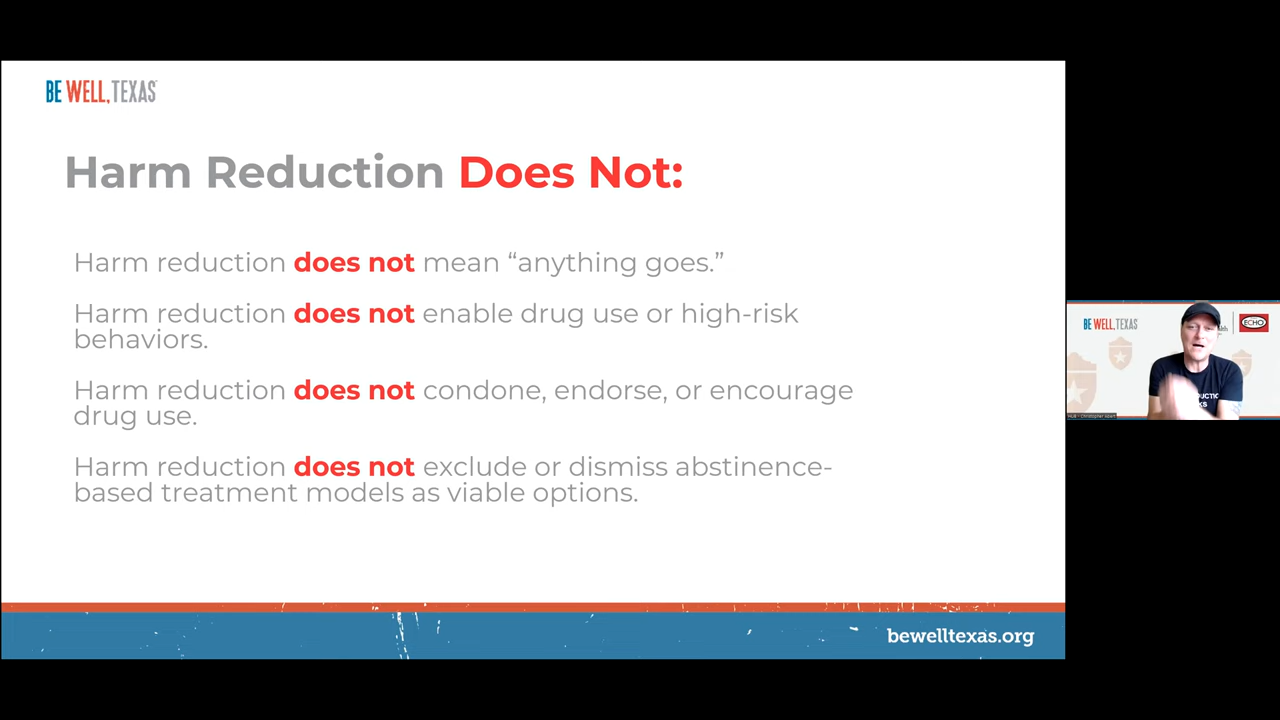 BE WELL, TEXAS
Harm Reduction Does Not:
Harm reduction does not mean “anything goes.”
Harm reduction does not enable drug use or high-risk
behaviors.
Harm reduction does not condone, endorse, or encourage
drug use.
Harm reduction does not exclude or dismiss abstinence-
based treatment models as viable options.
bewelltexas.org
BE WELL, TEXAS
ECHO